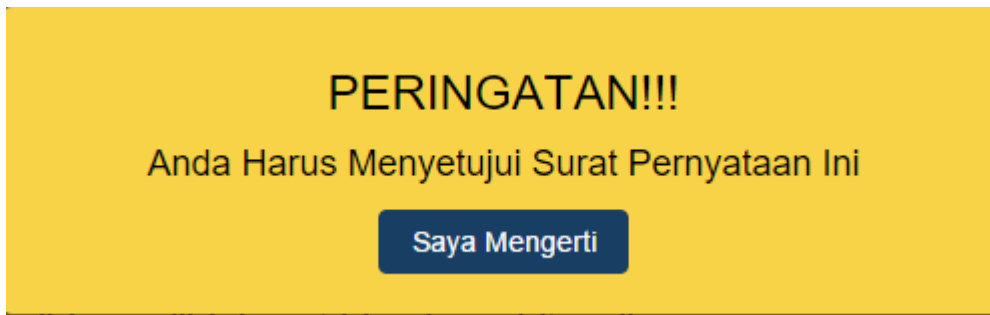 PERINGATAN!!!
Anda Harus Menyetujui Surat Pernyataan Ini
Saya Mengerti